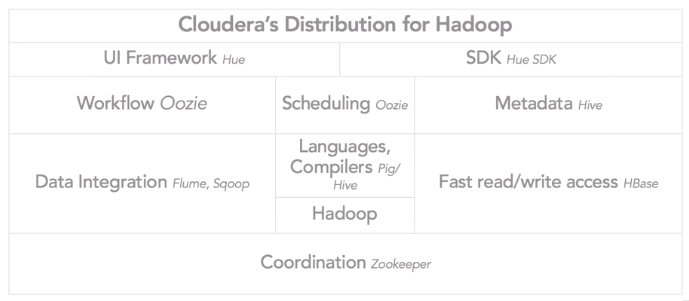 Cloudera's Distribution for Hadoop
UI Framework Hue
SDK Hue SDK
Workflow Oozie
Scheduling Oozie
Metadata Hive
Data Integration Flume, Sqoop
Languages,
Compilers Pig/
Hive
Fast read/write access HBase
Hadoop
Coordination Zookeeper